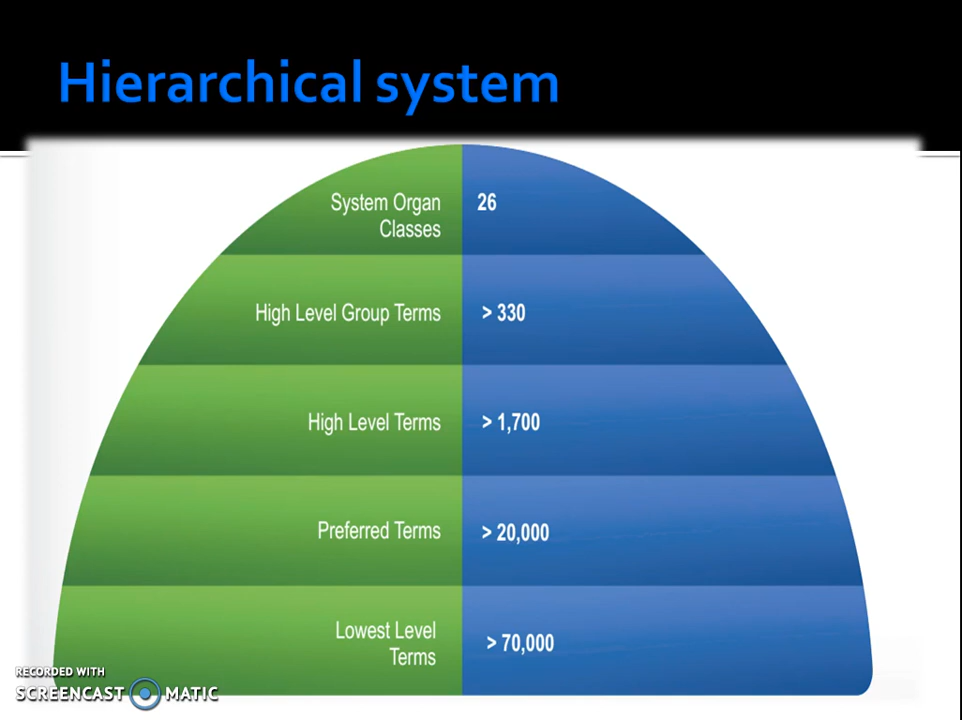 Hierarchical system
System Organ
Classes
26
High Level Group Terms
> 330
High Level Terms
> 1,700
Preferred Terms
> 20,000
Lowest Level
Terms
> 70,000
RECORDED WITH
SCREENCAST MATIC